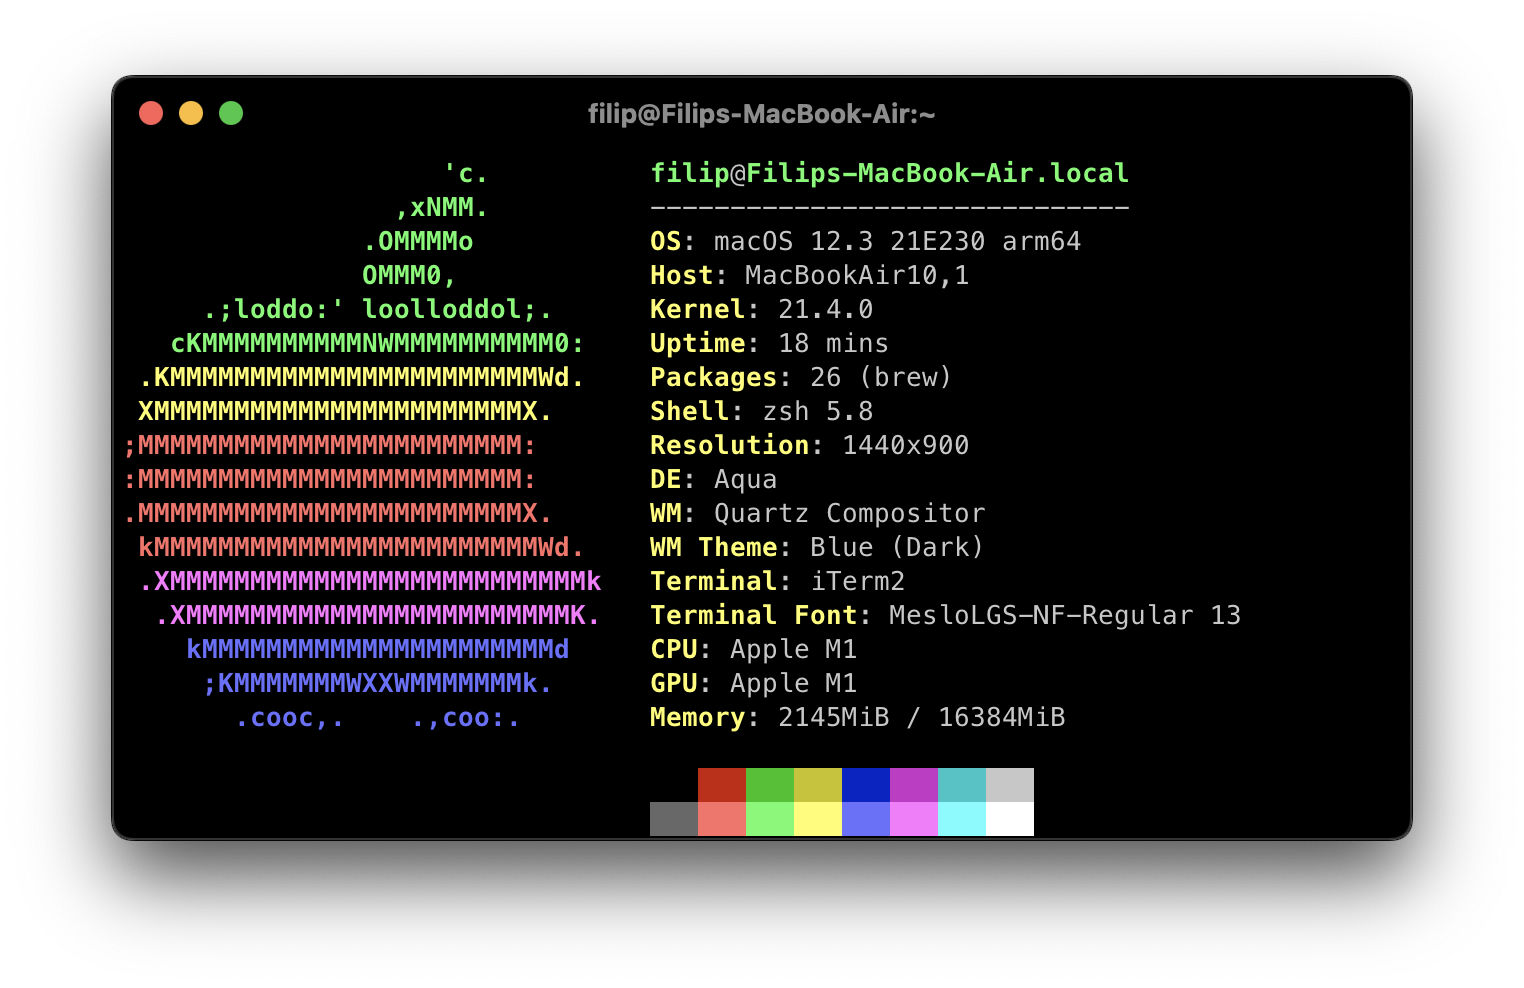 filip@Filips-MacBook-Air:~
'c.          filip@Filips-MacBook-Air.local
,xNMM.          ------------------------------
.OMMMMo           OS: macOS 12.3 21E230 arm64
OMMM0,            Host: MacBookAir10,1
.;loddo:' loolloddol;.      Kernel: 21.4.0
cKMMMMMMMMMMNWMMMMMMMMMM0:    Uptime: 18 mins
.KMMMMMMMMMMMMMMMMMMMMMMMWd.    Packages: 26 (brew)
XMMMMMMMMMMMMMMMMMMMMMMMX.      Shell: zsh 5.8
;MMMMMMMMMMMMMMMMMMMMMMMM:       Resolution: 1440x900
:MMMMMMMMMMMMMMMMMMMMMMMM:       DE: Aqua
.MMMMMMMMMMMMMMMMMMMMMMMMX.      WM: Quartz Compositor
kMMMMMMMMMMMMMMMMMMMMMMMMWd.    WM Theme: Blue (Dark)
.XMMMMMMMMMMMMMMMMMMMMMMMMMMk   Terminal: iTerm2
.XMMMMMMMMMMMMMMMMMMMMMMMMK.   Terminal Font: MesloLGS-NF-Regular 13
kMMMMMMMMMMMMMMMMMMMMMMd     CPU: Apple M1
;KMMMMMMMWXXWMMMMMMMk.      GPU: Apple M1
.cooc,.    .,coo:.        Memory: 2145MiB / 16384MiB